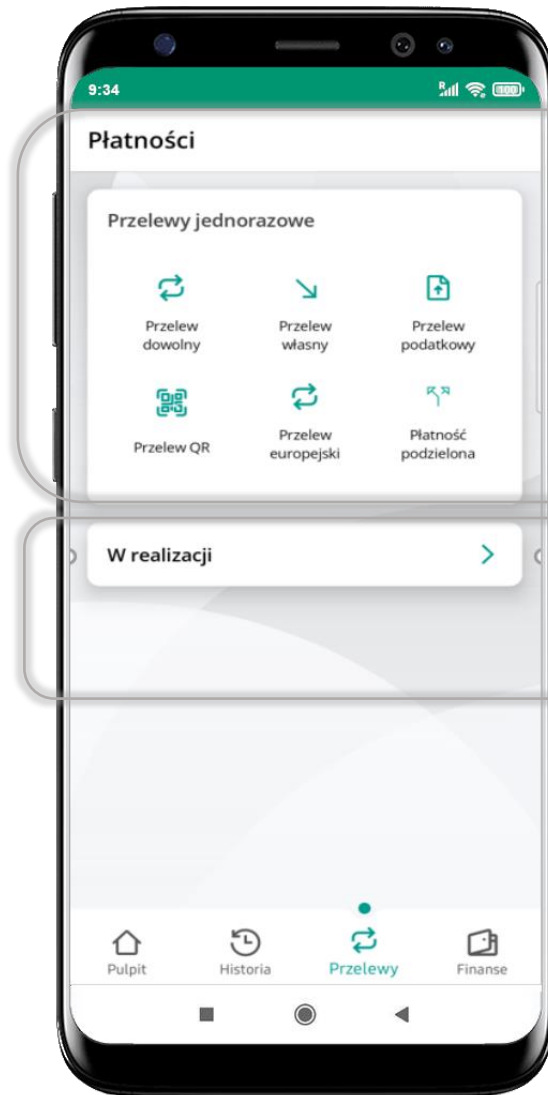 9:34
R
100
Płatności
Przelewy jednorazowe
Przelew
dowolny
Przelew
własny
Przelew
podatkowy
Przelew QR
Przelew
europejski
Płatność
podzielona
W realizacji
Pulpit
Historia
Przelewy
Finanse